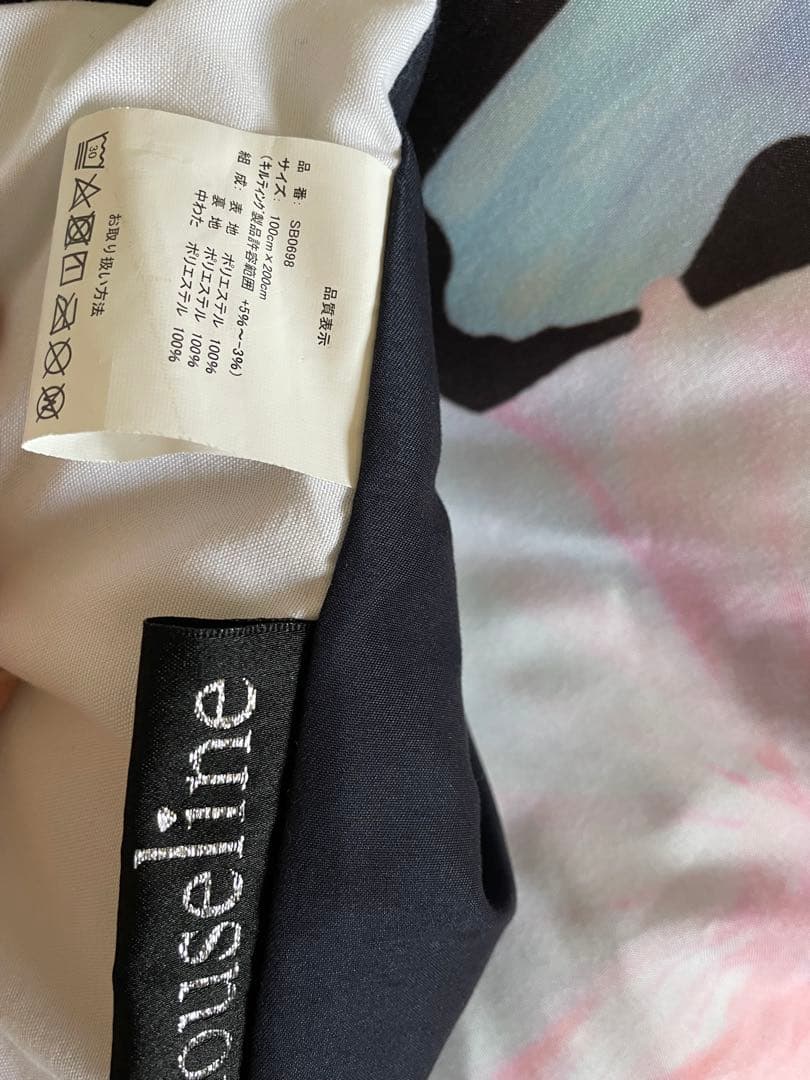 品質表示
品 番: SB0698
サイズ: 100cm×200cm
(キルティング製品許容範囲 +5%~-3%)
組 成: 表 地 ポリエステル 100%
裏 地 ポリエステル 100%
中わた ポリエステル 100%
お取り扱い方法
30
W
ouseline